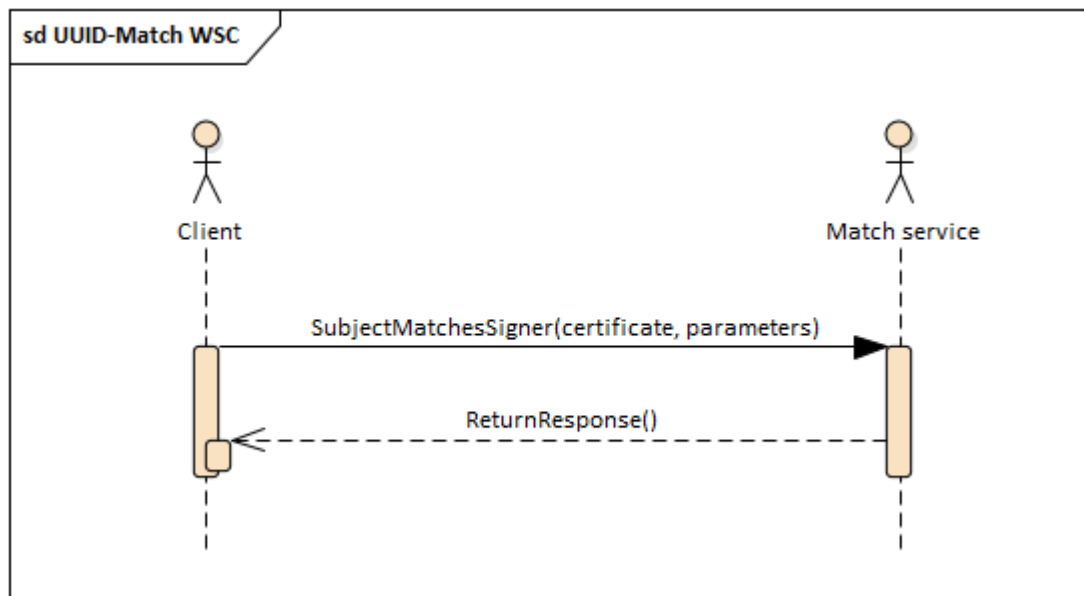 sd UUID-Match WSC
Client
Match service
SubjectMatchesSigner(certificate, parameters)
ReturnResponse()